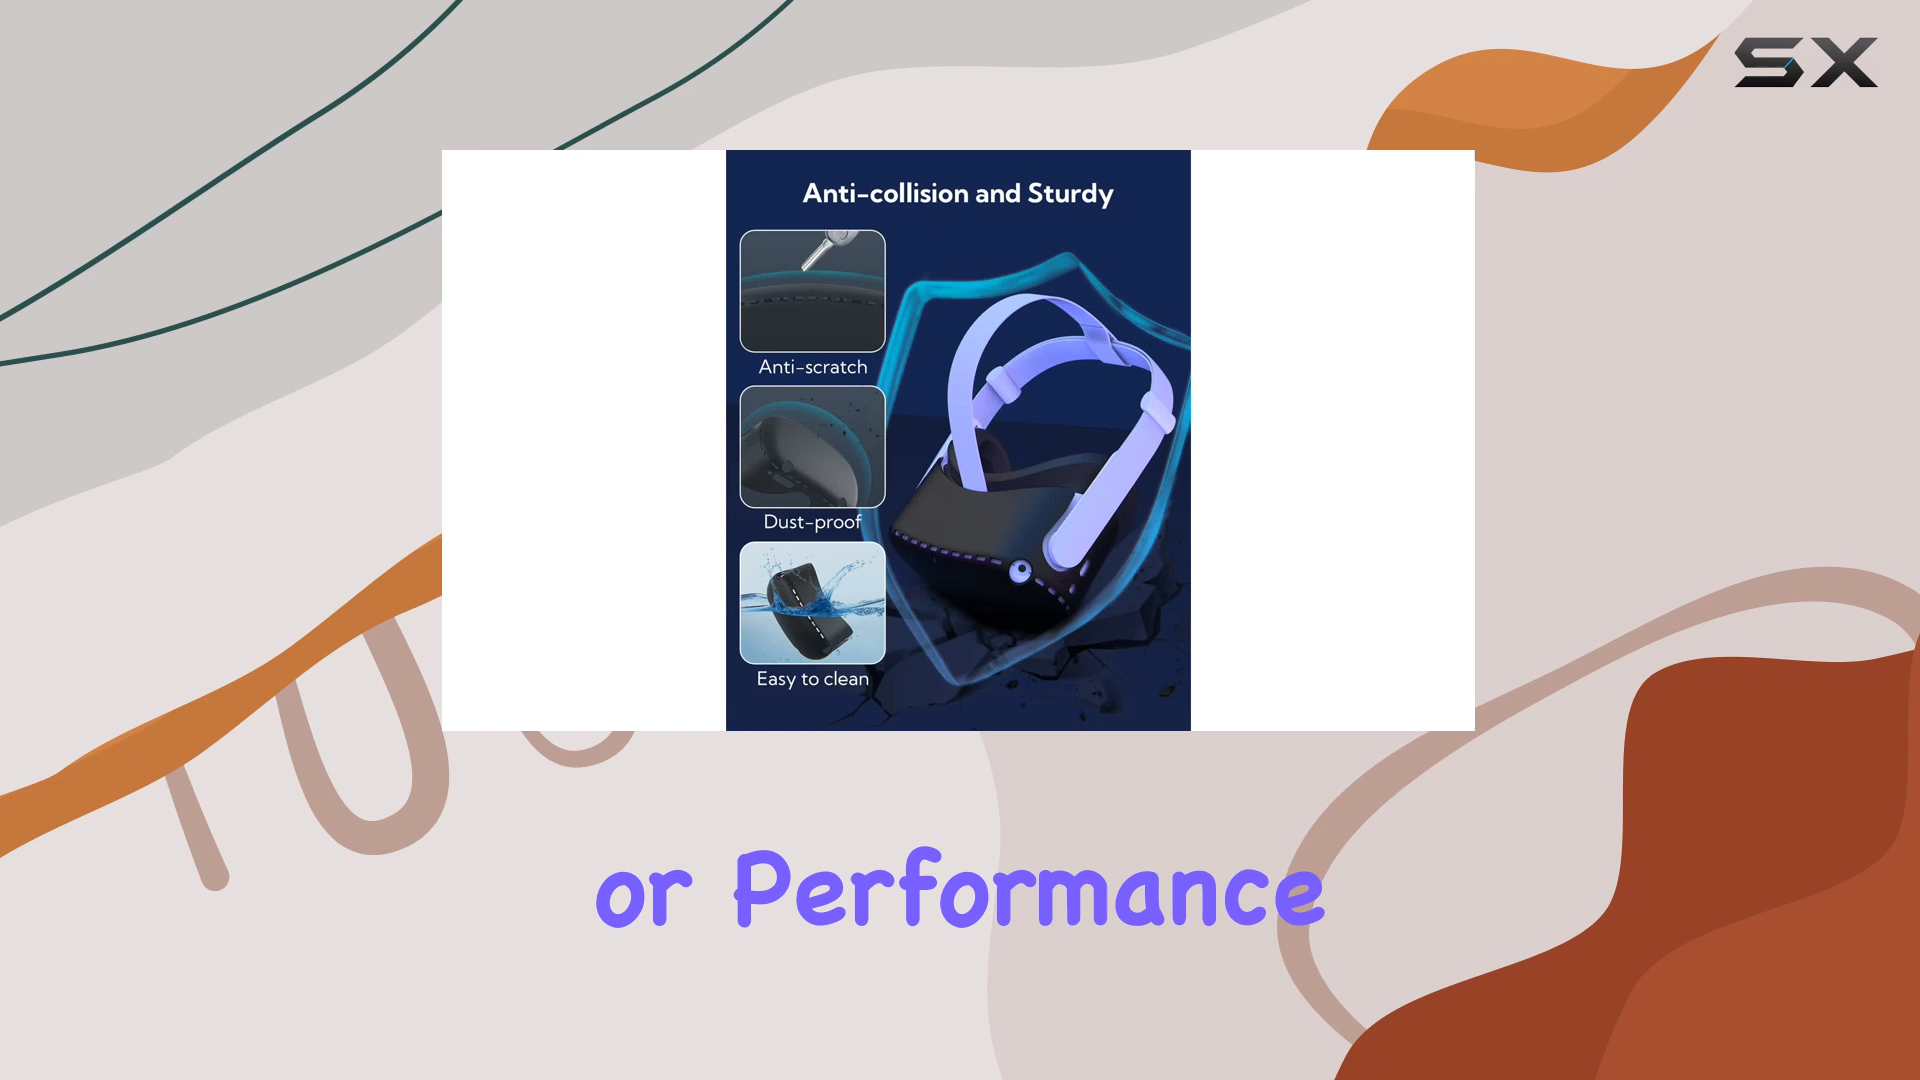 SX
Anti-collision and Sturdy
Anti-scratch
Dust-proof
Easy to clean
or Performance